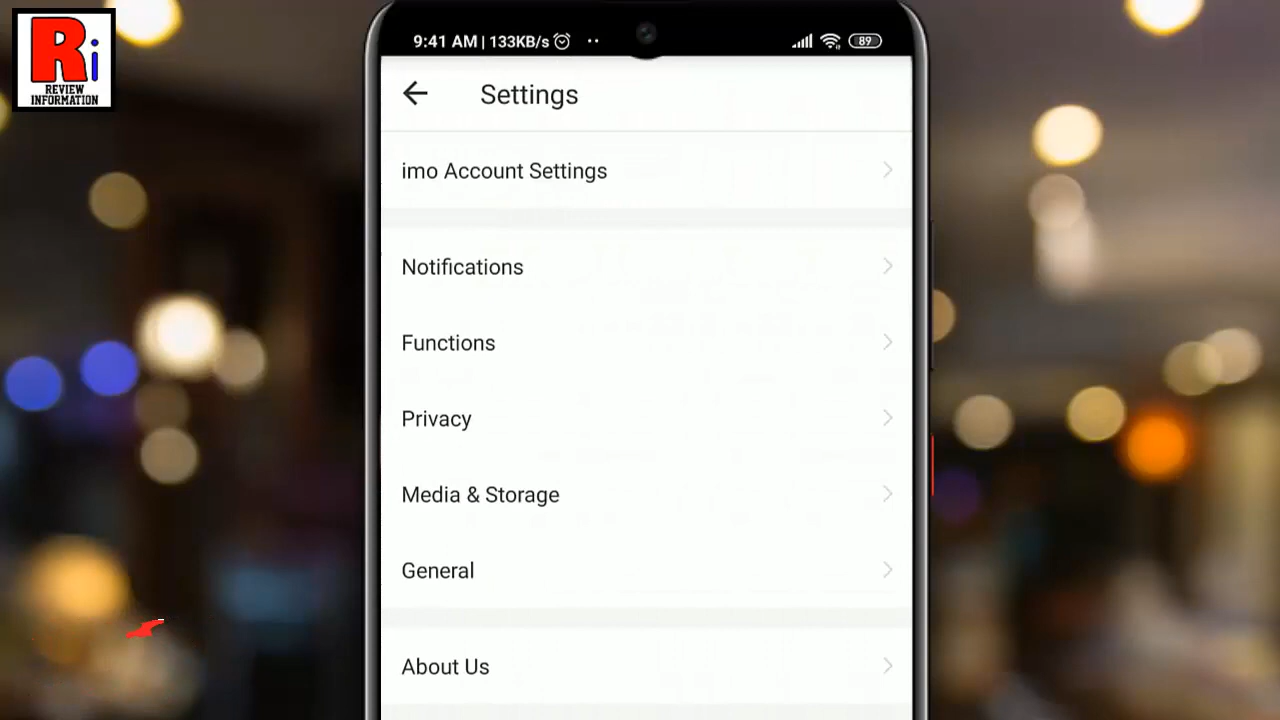 Ri
REVIEW
INFORMATION
9:41 AM | 133KB/s
89
Settings
imo Account Settings
Notifications
Functions
Privacy
Media & Storage
General
About Us